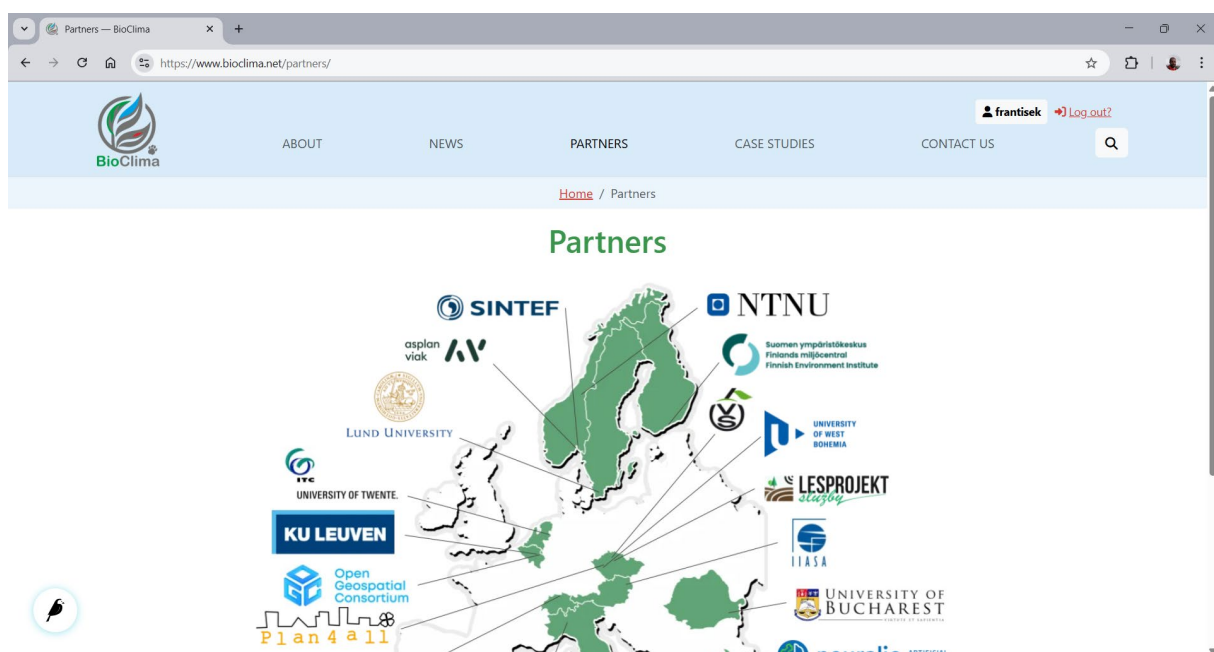 Partners — BioClima
https://www.bioclima.net/partners/
frantisek Log out?
BioClima
ABOUT NEWS PARTNERS CASE STUDIES CONTACT US
Home / Partners
Partners
SINTEF
NTNU
asplan
viak
Suomen ympäristökeskus
Finlands miljöcentral
Finnish Environment Institute
LUND UNIVERSITY
UNIVERSITY
OF WEST
BOHEMIA
ITC
UNIVERSITY OF TWENTE.
LESPROJEKT
služby
KU LEUVEN
IIASA
Open
Geospatial
Consortium
UNIVERSITY OF
BUCHAREST
Plan4all